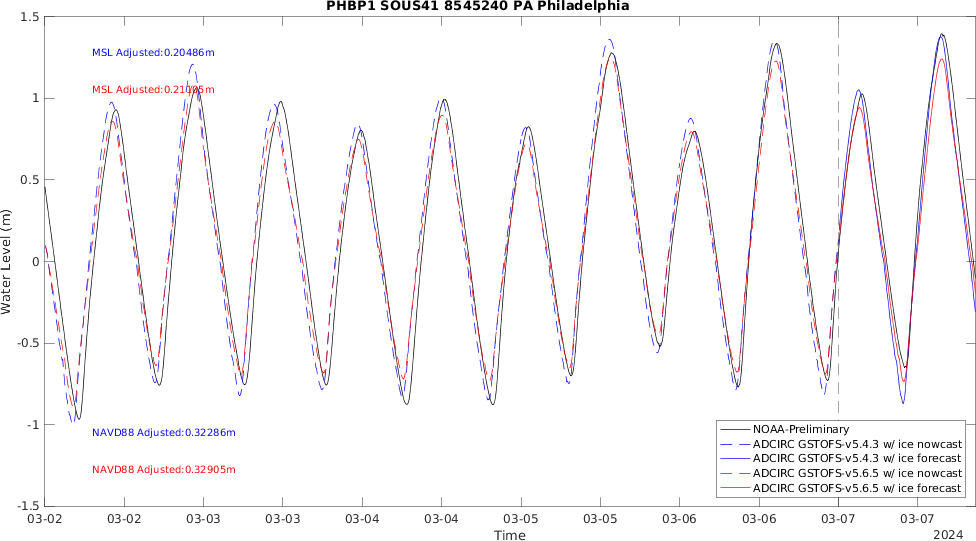 PHBP1 SOUS41 8545240 PA Philadelphia
1.5
1
0.5
0
-0.5
-1
-1.5
Water Level (m)
MSL Adjusted:0.20486m
MSL Adjusted:0.21005m
NAVD88 Adjusted:0.32286m
NAVD88 Adjusted:0.32905m
NOAA-Preliminary
ADCIRC GSTOFS-v5.4.3 w/ ice nowcast
ADCIRC GSTOFS-v5.4.3 w/ ice forecast
ADCIRC GSTOFS-v5.6.5 w/ ice nowcast
ADCIRC GSTOFS-v5.6.5 w/ ice forecast
03-02 03-02 03-03 03-03 03-04 03-04 03-05 03-05 03-06 03-06 03-07 03-07
Time
2024